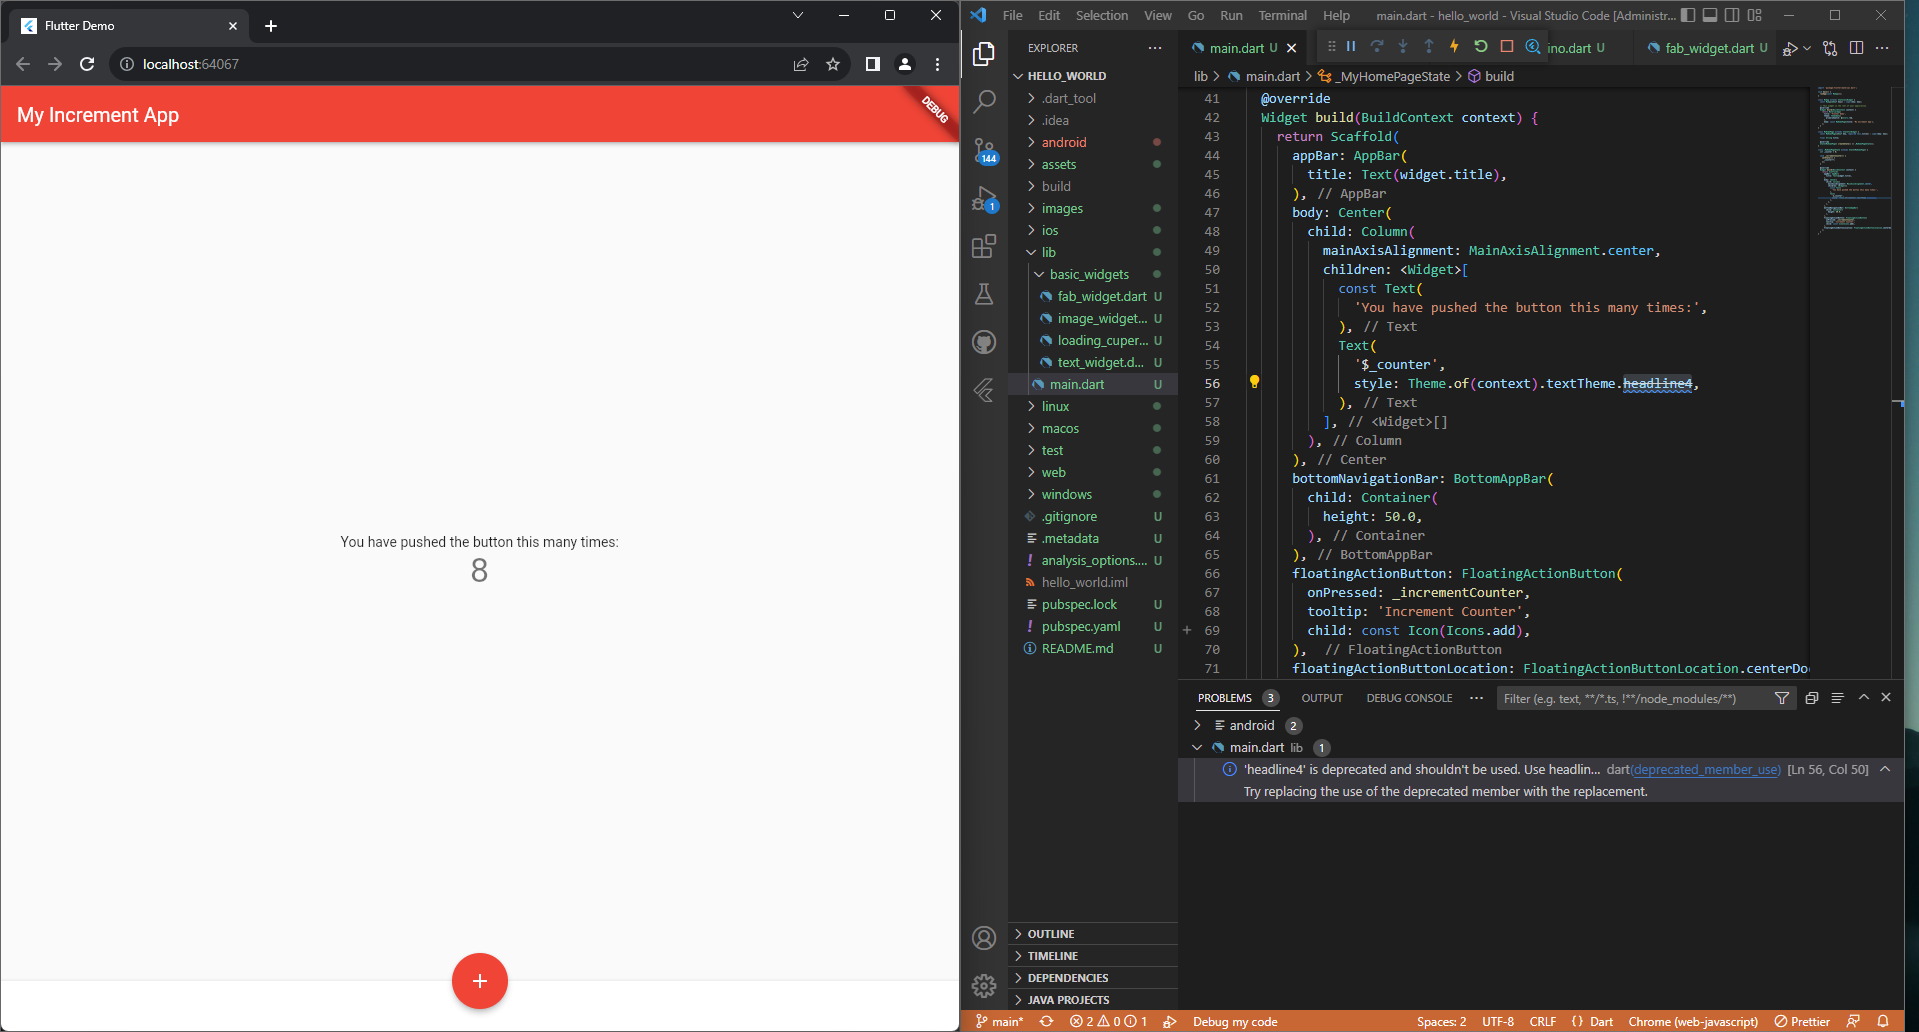 Flutter Demo
localhost:64067
My Increment App
DEBUG
You have pushed the button this many times:
8
+
File Edit Selection View Go Run Terminal Help
main.dart - hello_world - Visual Studio Code [Administr...
144
1
EXPLORER
HELLO_WORLD
.dart_tool
.idea
android
assets
build
images
ios
lib
basic_widgets
fab_widget.dart U
image_widget... U
loading_cuper... U
text_widget.d... U
main.dart U
linux
macos
test
web
windows
.gitignore U
.metadata U
analysis_options.... U
hello_world.iml
pubspec.lock U
pubspec.yaml U
README.md U
OUTLINE
TIMELINE
DEPENDENCIES
JAVA PROJECTS
main.dart U
ino.dart U
fab_widget.dart U
lib > main.dart > _MyHomePageState > build
41 @override
42 Widget build(BuildContext context) {
43 return Scaffold(
44 appBar: AppBar(
45 title: Text(widget.title),
46 ), // AppBar
47 body: Center(
48 child: Column(
49 mainAxisAlignment: MainAxisAlignment.center,
50 children: <Widget>[
51 const Text(
52 'You have pushed the button this many times:',
53 ), // Text
54 Text(
55 '$_counter',
56 style: Theme.of(context).textTheme.headline4,
57 ), // Text
58 ], // <Widget>[]
59 ), // Column
60 ), // Center
61 bottomNavigationBar: BottomAppBar(
62 child: Container(
63 height: 50.0,
64 ), // Container
65 ), // BottomAppBar
66 floatingActionButton: FloatingActionButton(
67 onPressed: _incrementCounter,
68 tooltip: 'Increment Counter',
69 child: const Icon(Icons.add),
70 ), // FloatingActionButton
71 floatingActionButtonLocation: FloatingActionButtonLocation.centerDo
PROBLEMS 3 OUTPUT DEBUG CONSOLE ... Filter (e.g. text, **/*.ts, !**/node_modules/**)
android 2
main.dart lib 1
'headline4' is deprecated and shouldn't be used. Use headlin... dart(deprecated_member_use) [Ln 56, Col 50]
Try replacing the use of the deprecated member with the replacement.
main* 2 0 1 Debug my code Spaces: 2 UTF-8 CRLF { } Dart Chrome (web-javascript) Prettier